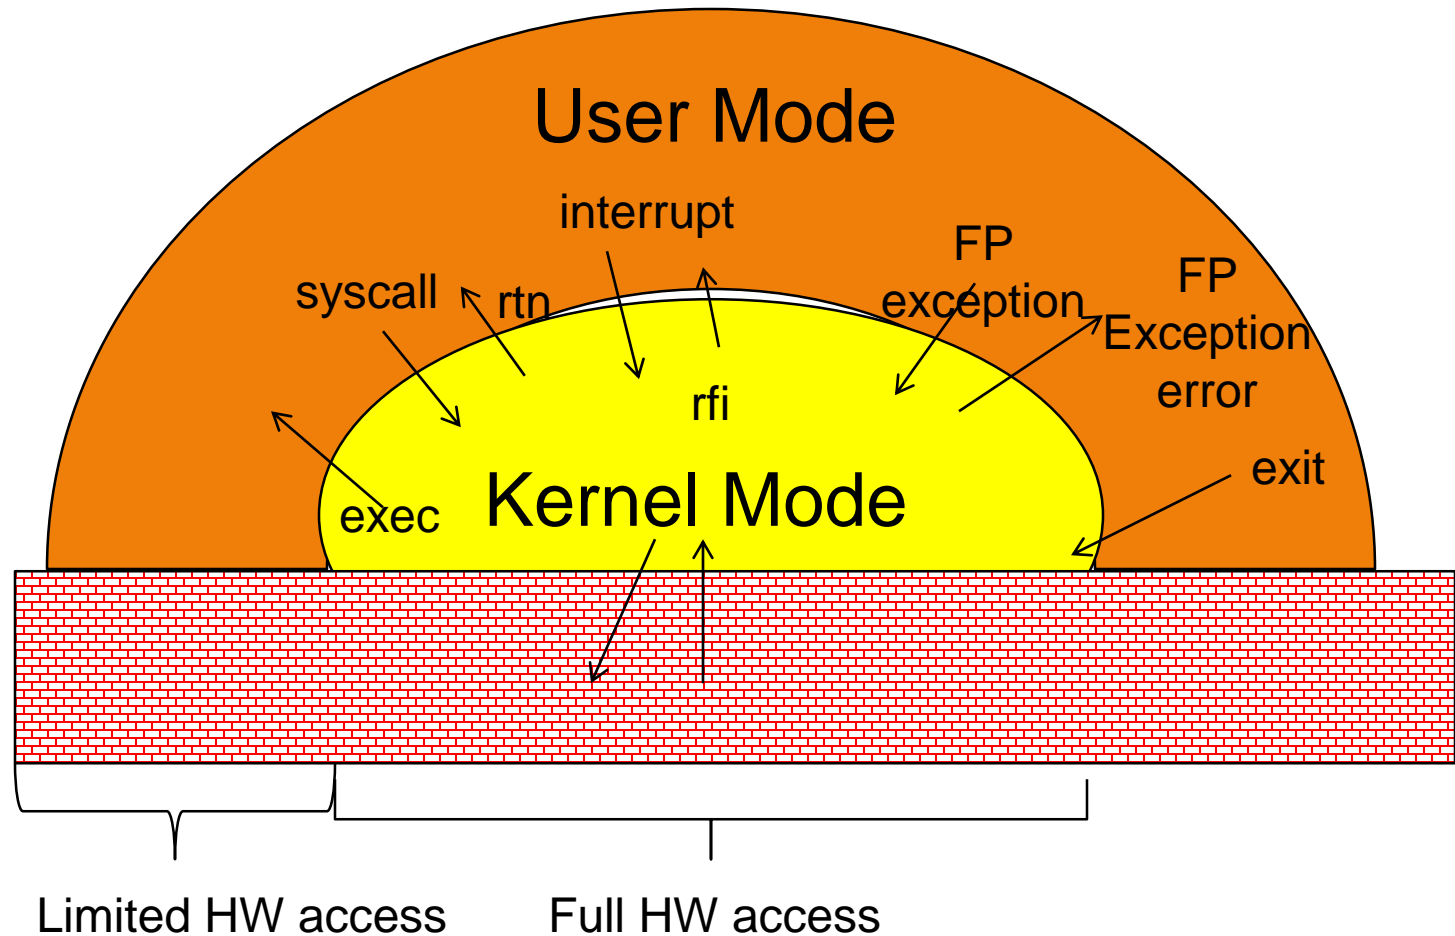 User Mode
interrupt
FP
exception
FP
Exception
error
syscall
rtn
rfi
exit
exec
Kernel Mode
Limited HW access
Full HW access